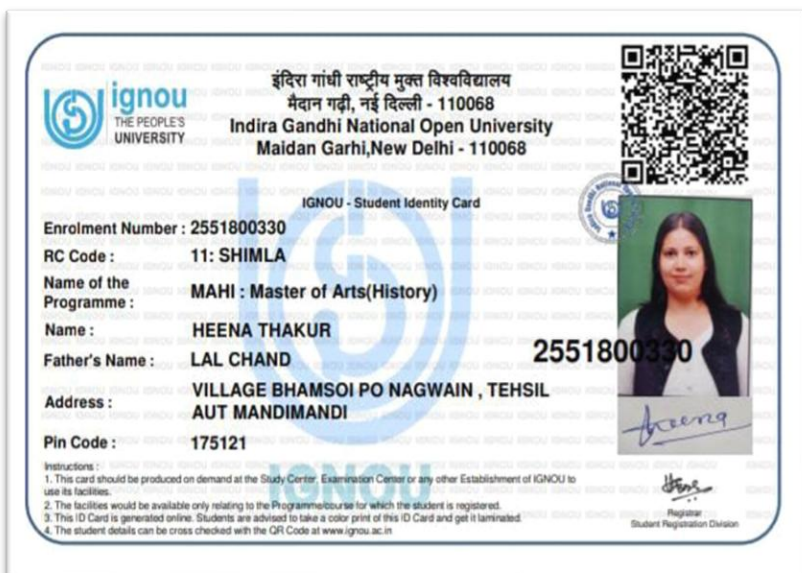 ignou
THE PEOPLE'S
UNIVERSITY
इंदिरा गांधी राष्ट्रीय मुक्त विश्वविद्यालय
मैदान गढ़ी, नई दिल्ली - 110068
Indira Gandhi National Open University
Maidan Garhi,New Delhi - 110068
IGNOU - Student Identity Card
Enrolment Number : 2551800330
RC Code : 11: SHIMLA
Name of the
Programme : MAHI : Master of Arts(History)
Name : HEENA THAKUR
Father's Name : LAL CHAND
2551800330
Address : VILLAGE BHAMSOI PO NAGWAIN , TEHSIL
AUT MANDIMANDI
Pin Code : 175121
Heena
Instructions :
1. This card should be produced on demand at the Study Center, Examination Center or any other Establishment of IGNOU to
use its facilities.
2. The facilities would be available only relating to the Programme/course for which the student is registered.
3. This ID Card is generated online. Students are advised to take a color print of this ID Card and get it laminated.
4. The student details can be cross checked with the QR Code at www.ignou.ac.in
Registrar
Student Registration Division
IGNOU